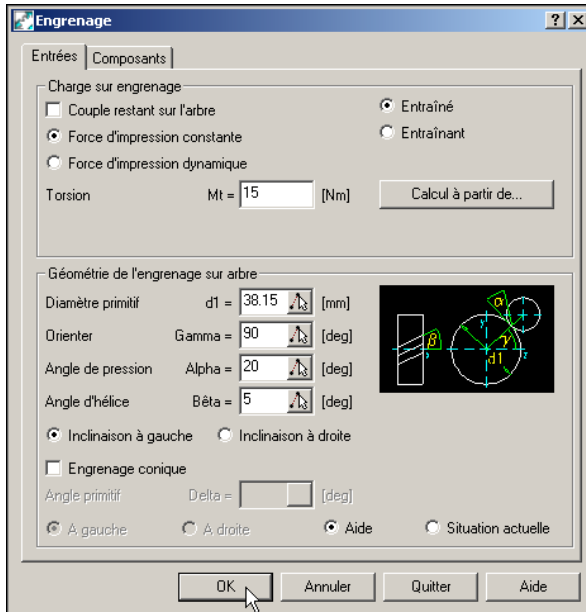 Engrenage
Entrées Composants
Charge sur engrenage
Couple restant sur l'arbre Entraîné
Force d'impression constante Entraînant
Force d'impression dynamique
Torsion Mt = 15 [Nm] Calcul à partir de...
Géométrie de l'engrenage sur arbre
Diamètre primitif d1 = 38.15 [mm]
Orienter Gamma = 90 [deg]
Angle de pression Alpha = 20 [deg]
Angle d'hélice Bêta = 5 [deg]
α
β γ
d1
Inclinaison à gauche Inclinaison à droite
Engrenage conique
Angle primitif Delta = [deg]
A gauche A droite Aide Situation actuelle
OK Annuler Quitter Aide